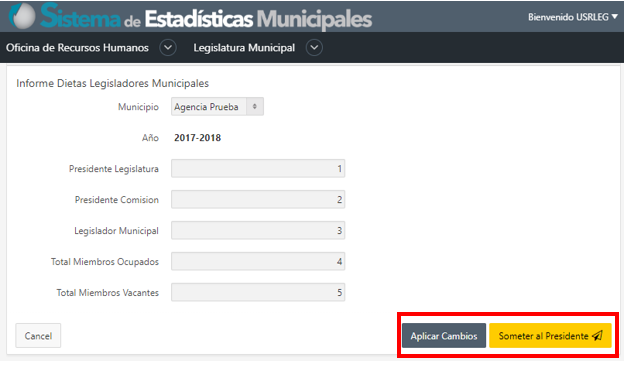 Sistema de Estadísticas Municipales
Bienvenido USRLEG
Oficina de Recursos Humanos Legislatura Municipal
Informe Dietas Legisladores Municipales
Municipio Agencia Prueba
Año 2017-2018
Presidente Legislatura 1
Presidente Comision 2
Legislador Municipal 3
Total Miembros Ocupados 4
Total Miembros Vacantes 5
Cancel Aplicar Cambios Someter al Presidente